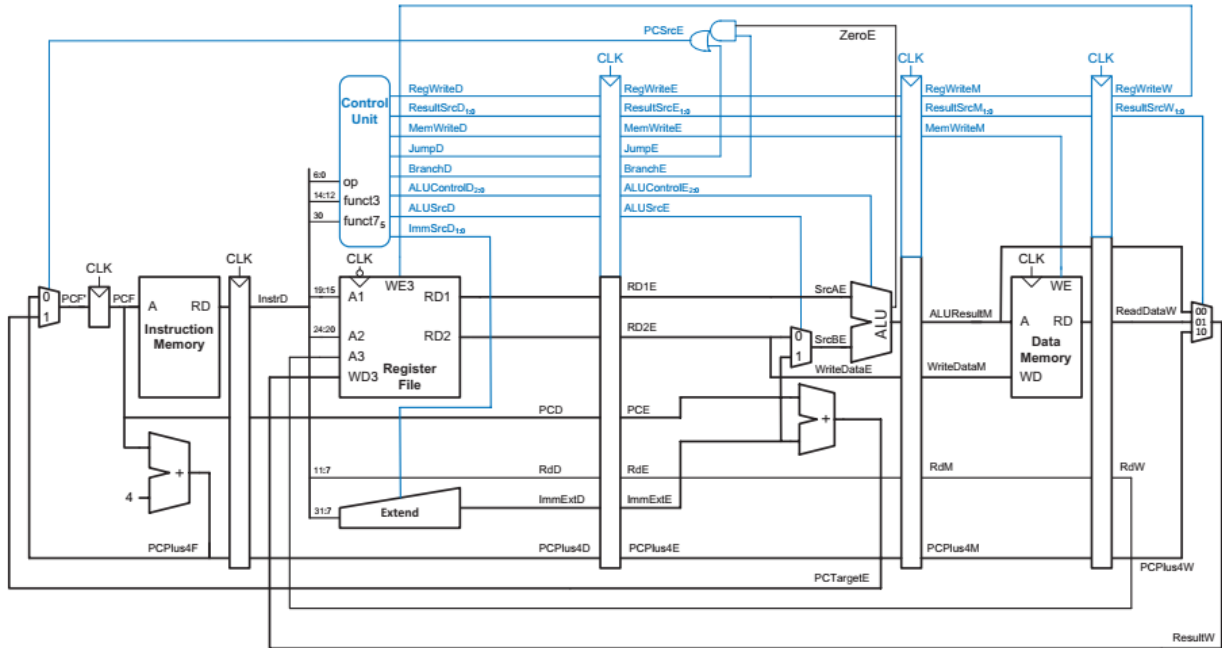 PCSrcE
ZeroE
CLK
CLK
CLK
Control
Unit
RegWriteD
RegWriteE
RegWriteM
RegWriteW
ResultSrcD1:0
ResultSrcE1:0
ResultSrcM1:0
ResultSrcW1:0
MemWriteD
MemWriteE
MemWriteM
JumpD
JumpE
BranchD
BranchE
6:0
op
14:12
funct3
30
funct75
ALUControlD2:0
ALUControlE2:0
ALUSrcD
ALUSrcE
ImmSrcD1:0
CLK
CLK
CLK
CLK
0
1
PCF'
PCF
A
RD
Instruction
Memory
InstrD
19:15
A1
WE3
RD1
24:20
A2
RD2
A3
WD3
Register
File
RD1E
RD2E
0
1
SrcAE
SrcBE
ALU
WriteDataE
ALUResultM
WriteDataM
A
RD
WE
Data
Memory
WD
ReadDataW
00
01
10
PCD
PCE
+
+
4
11:7
RdD
RdE
RdM
RdW
31:7
Extend
ImmExtD
ImmExtE
PCPlus4F
PCPlus4D
PCPlus4E
PCPlus4M
PCPlus4W
PCTargetE
ResultW